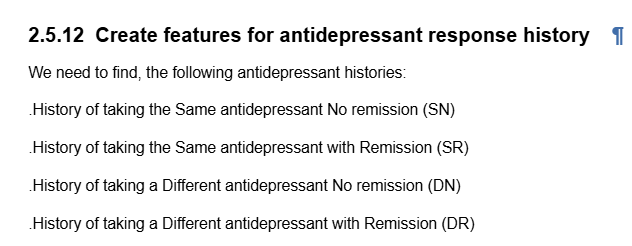 2.5.12 Create features for antidepressant response history ¶
We need to find, the following antidepressant histories:
.History of taking the Same antidepressant No remission (SN)
.History of taking the Same antidepressant with Remission (SR)
.History of taking a Different antidepressant No remission (DN)
.History of taking a Different antidepressant with Remission (DR)